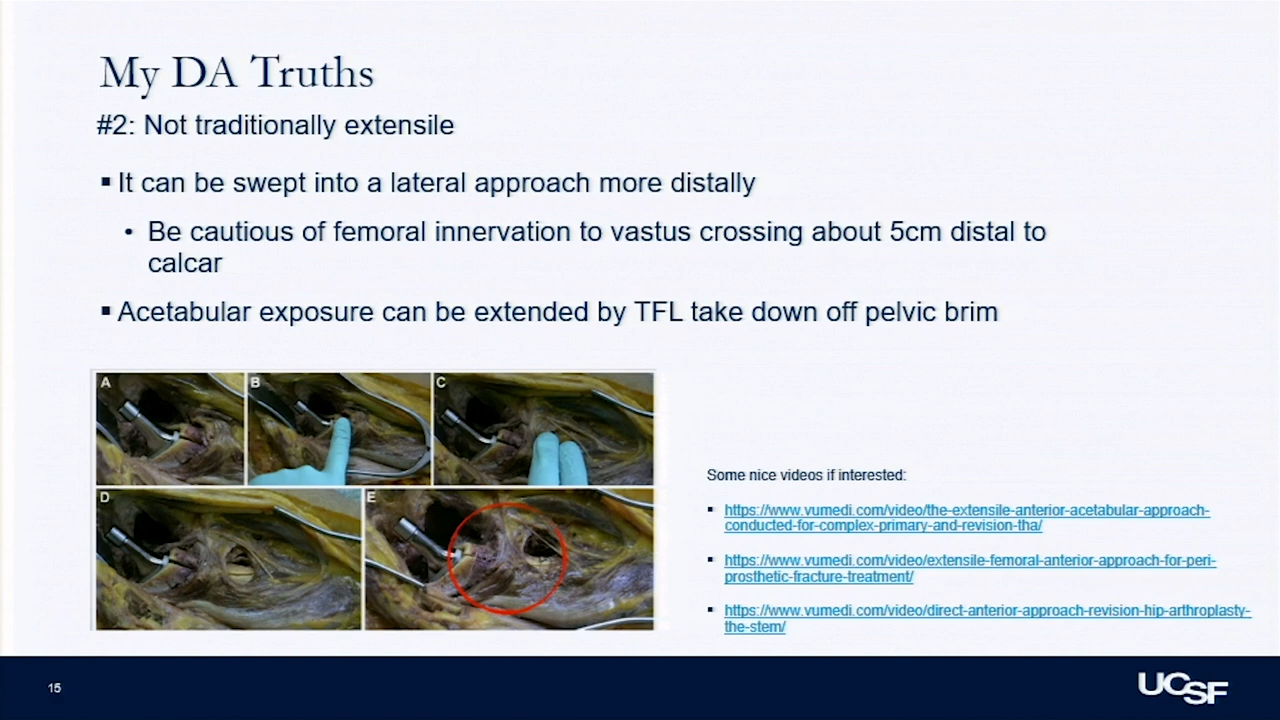 My DA Truths
#2: Not traditionally extensile
▪ It can be swept into a lateral approach more distally
• Be cautious of femoral innervation to vastus crossing about 5cm distal to
calcar
▪ Acetabular exposure can be extended by TFL take down off pelvic brim
A B C
D E
Some nice videos if interested:
▪ https://www.vumedi.com/video/the-extensile-anterior-acetabular-approach-
conducted-for-complex-primary-and-revision-tha/
▪ https://www.vumedi.com/video/extensile-femoral-anterior-approach-for-peri-
prosthetic-fracture-treatment/
▪ https://www.vumedi.com/video/direct-anterior-approach-revision-hip-arthroplasty-
the-stem/
15
UCSF